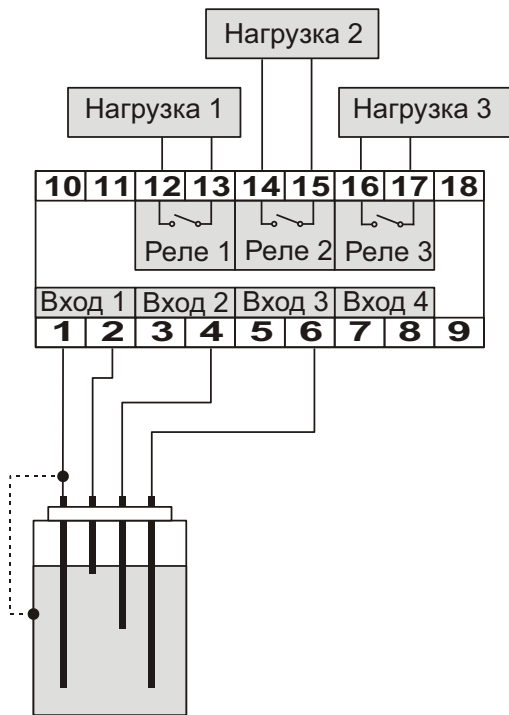 Нагрузка 2
Нагрузка 1 Нагрузка 3
10 11 12 13 14 15 16 17 18
Реле 1 Реле 2 Реле 3
Вход 1 Вход 2 Вход 3 Вход 4
1 2 3 4 5 6 7 8 9